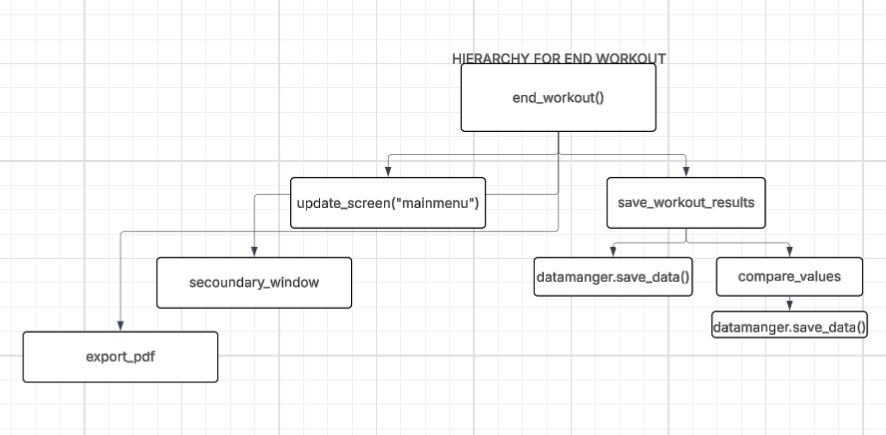 HIERARCHY FOR END WORKOUT
end_workout()
update_screen("mainmenu")
save_workout_results
secoundary_window
datamanger.save_data()
compare_values
datamanger.save_data()
export_pdf